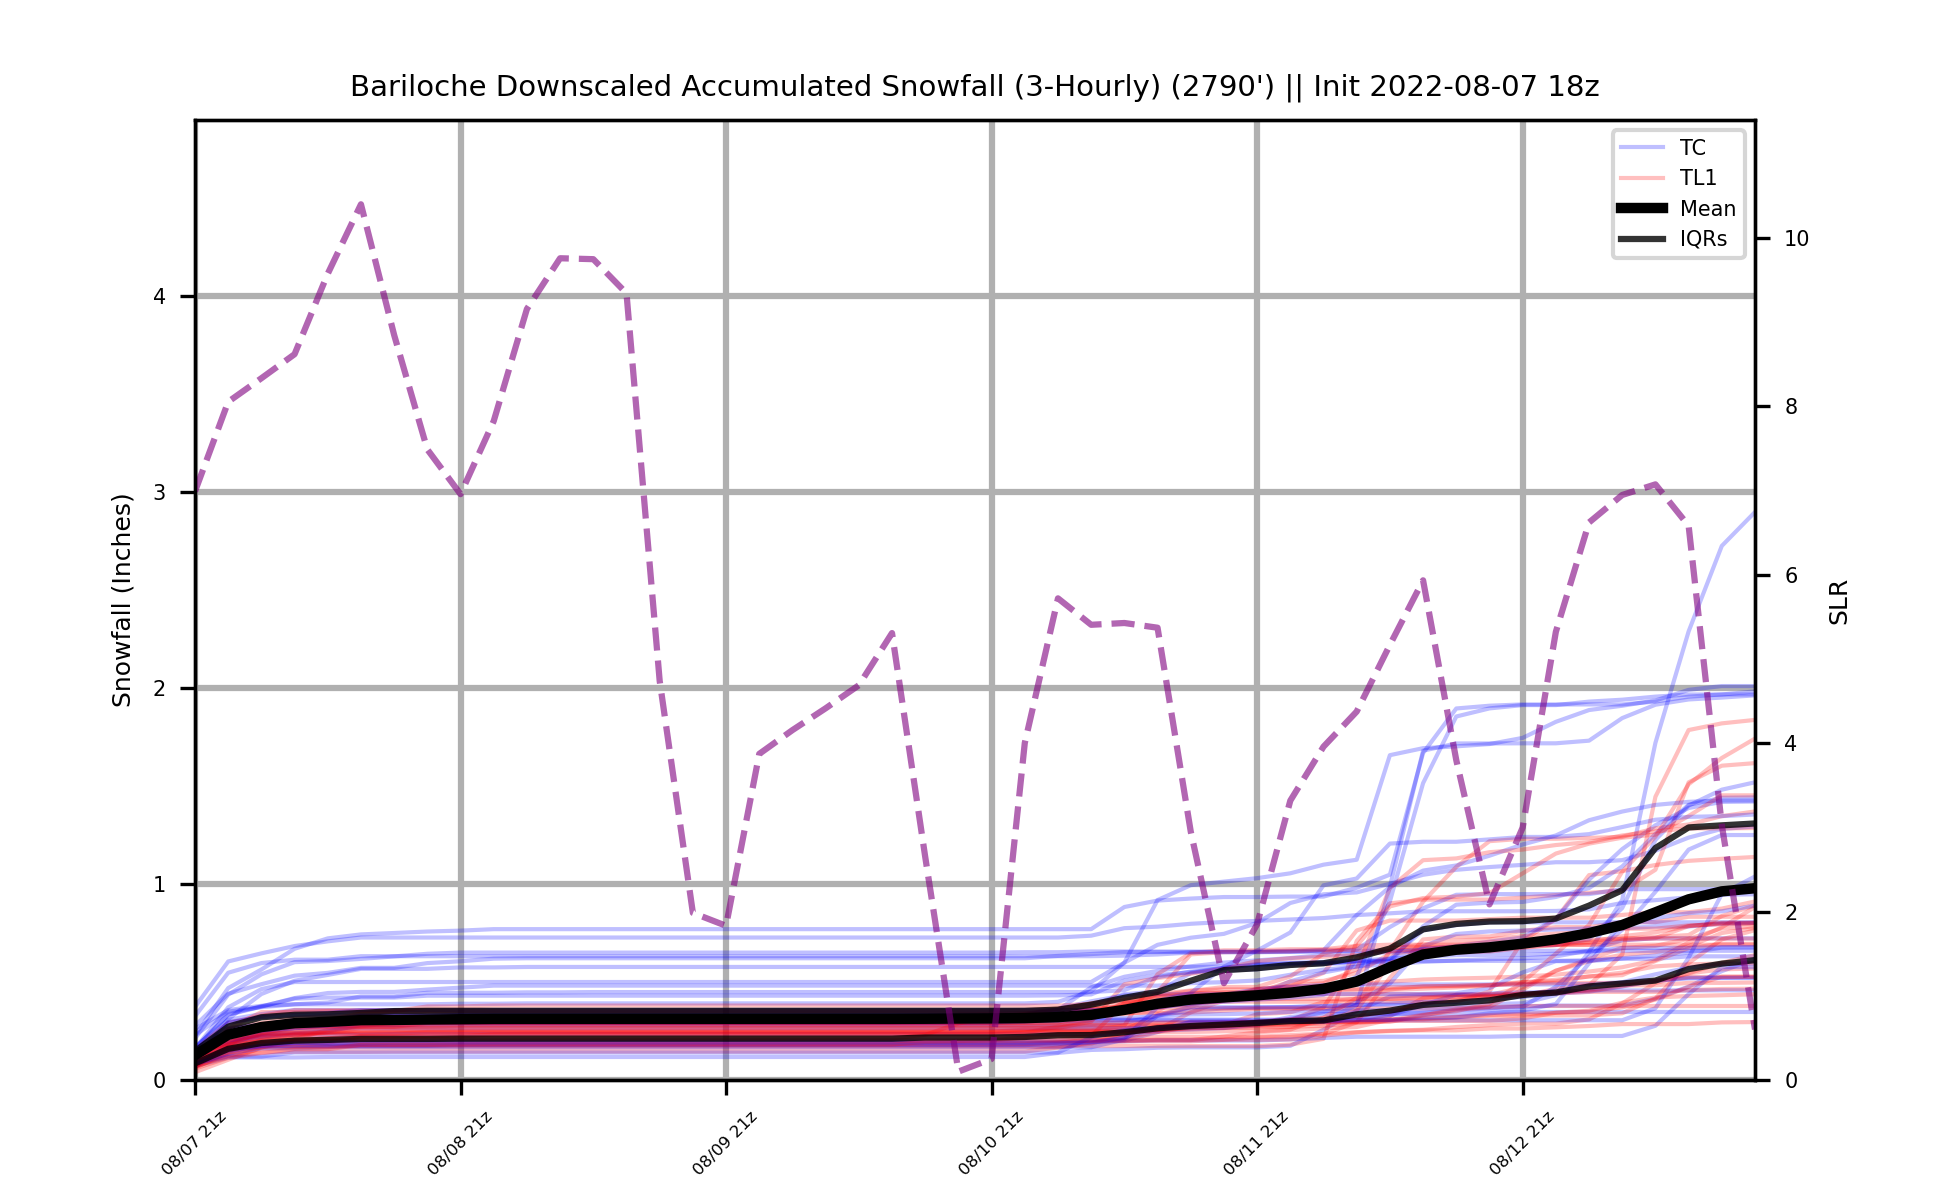 Bariloche Downscaled Accumulated Snowfall (3-Hourly) (2790') || Init 2022-08-07 18z
TC
TL1
Mean
IQRs
Snowfall (Inches)
4
3
2
1
0
10
8
6
4
2
0
SLR
08/07 21z
08/08 21z
08/09 21z
08/10 21z
08/11 21z
08/12 21z